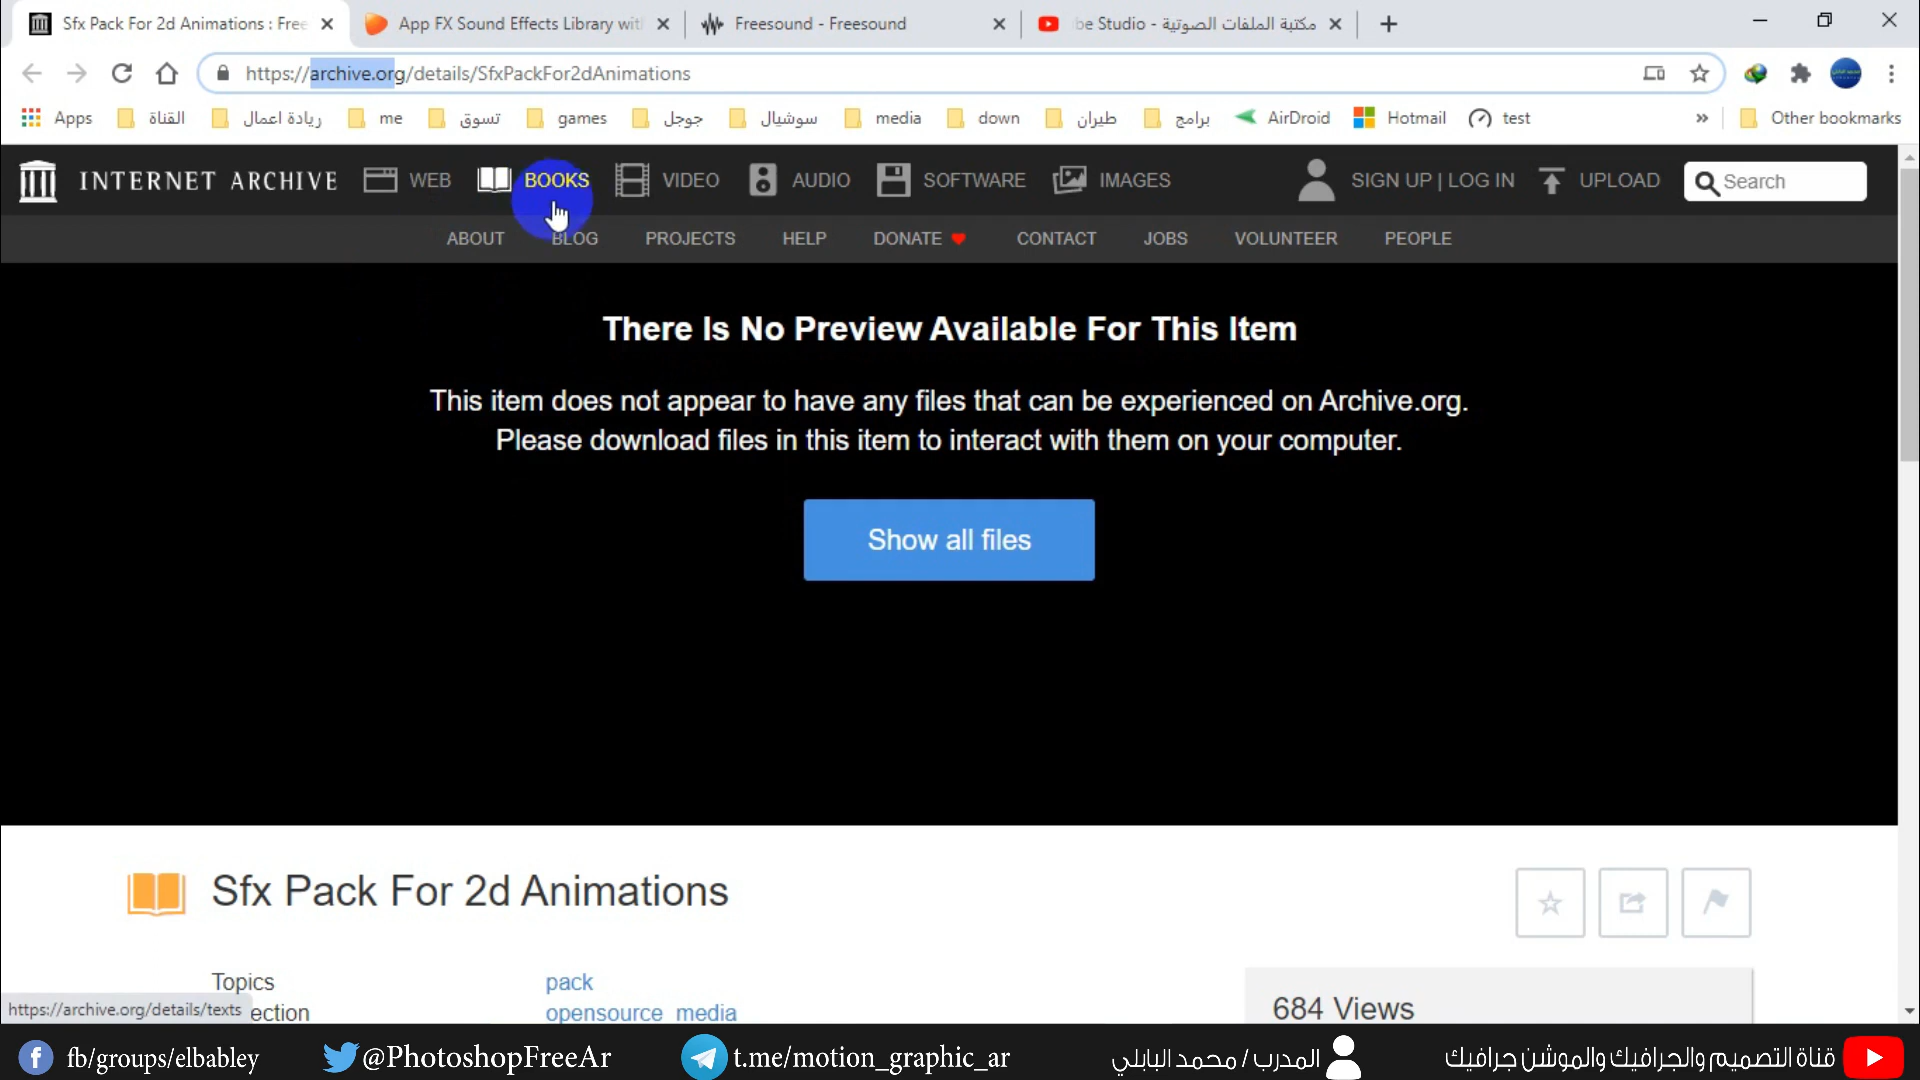 Sfx Pack For 2d Animations : Free
App FX Sound Effects Library wit
Freesound - Freesound
be Studio - مكتبة الملفات الصوتية
https://archive.org/details/SfxPackFor2dAnimations
Apps
القناة
ريادة اعمال
me
تسوق
games
جوجل
سوشيال
media
down
طيران
برامج
AirDroid
Hotmail
test
»
Other bookmarks
INTERNET ARCHIVE
WEB
BOOKS
VIDEO
AUDIO
SOFTWARE
IMAGES
SIGN UP | LOG IN
UPLOAD
Search
ABOUT
BLOG
PROJECTS
HELP
DONATE
CONTACT
JOBS
VOLUNTEER
PEOPLE
There Is No Preview Available For This Item
This item does not appear to have any files that can be experienced on Archive.org.
Please download files in this item to interact with them on your computer.
Show all files
Sfx Pack For 2d Animations
Topics pack
ection opensource_media
684 Views
https://archive.org/details/texts
fb/groups/elbabley
@PhotoshopFreeAr
t.me/motion_graphic_ar
المدرب / محمد البابلي
قناة التصميم والجرافيك والموشن جرافيك